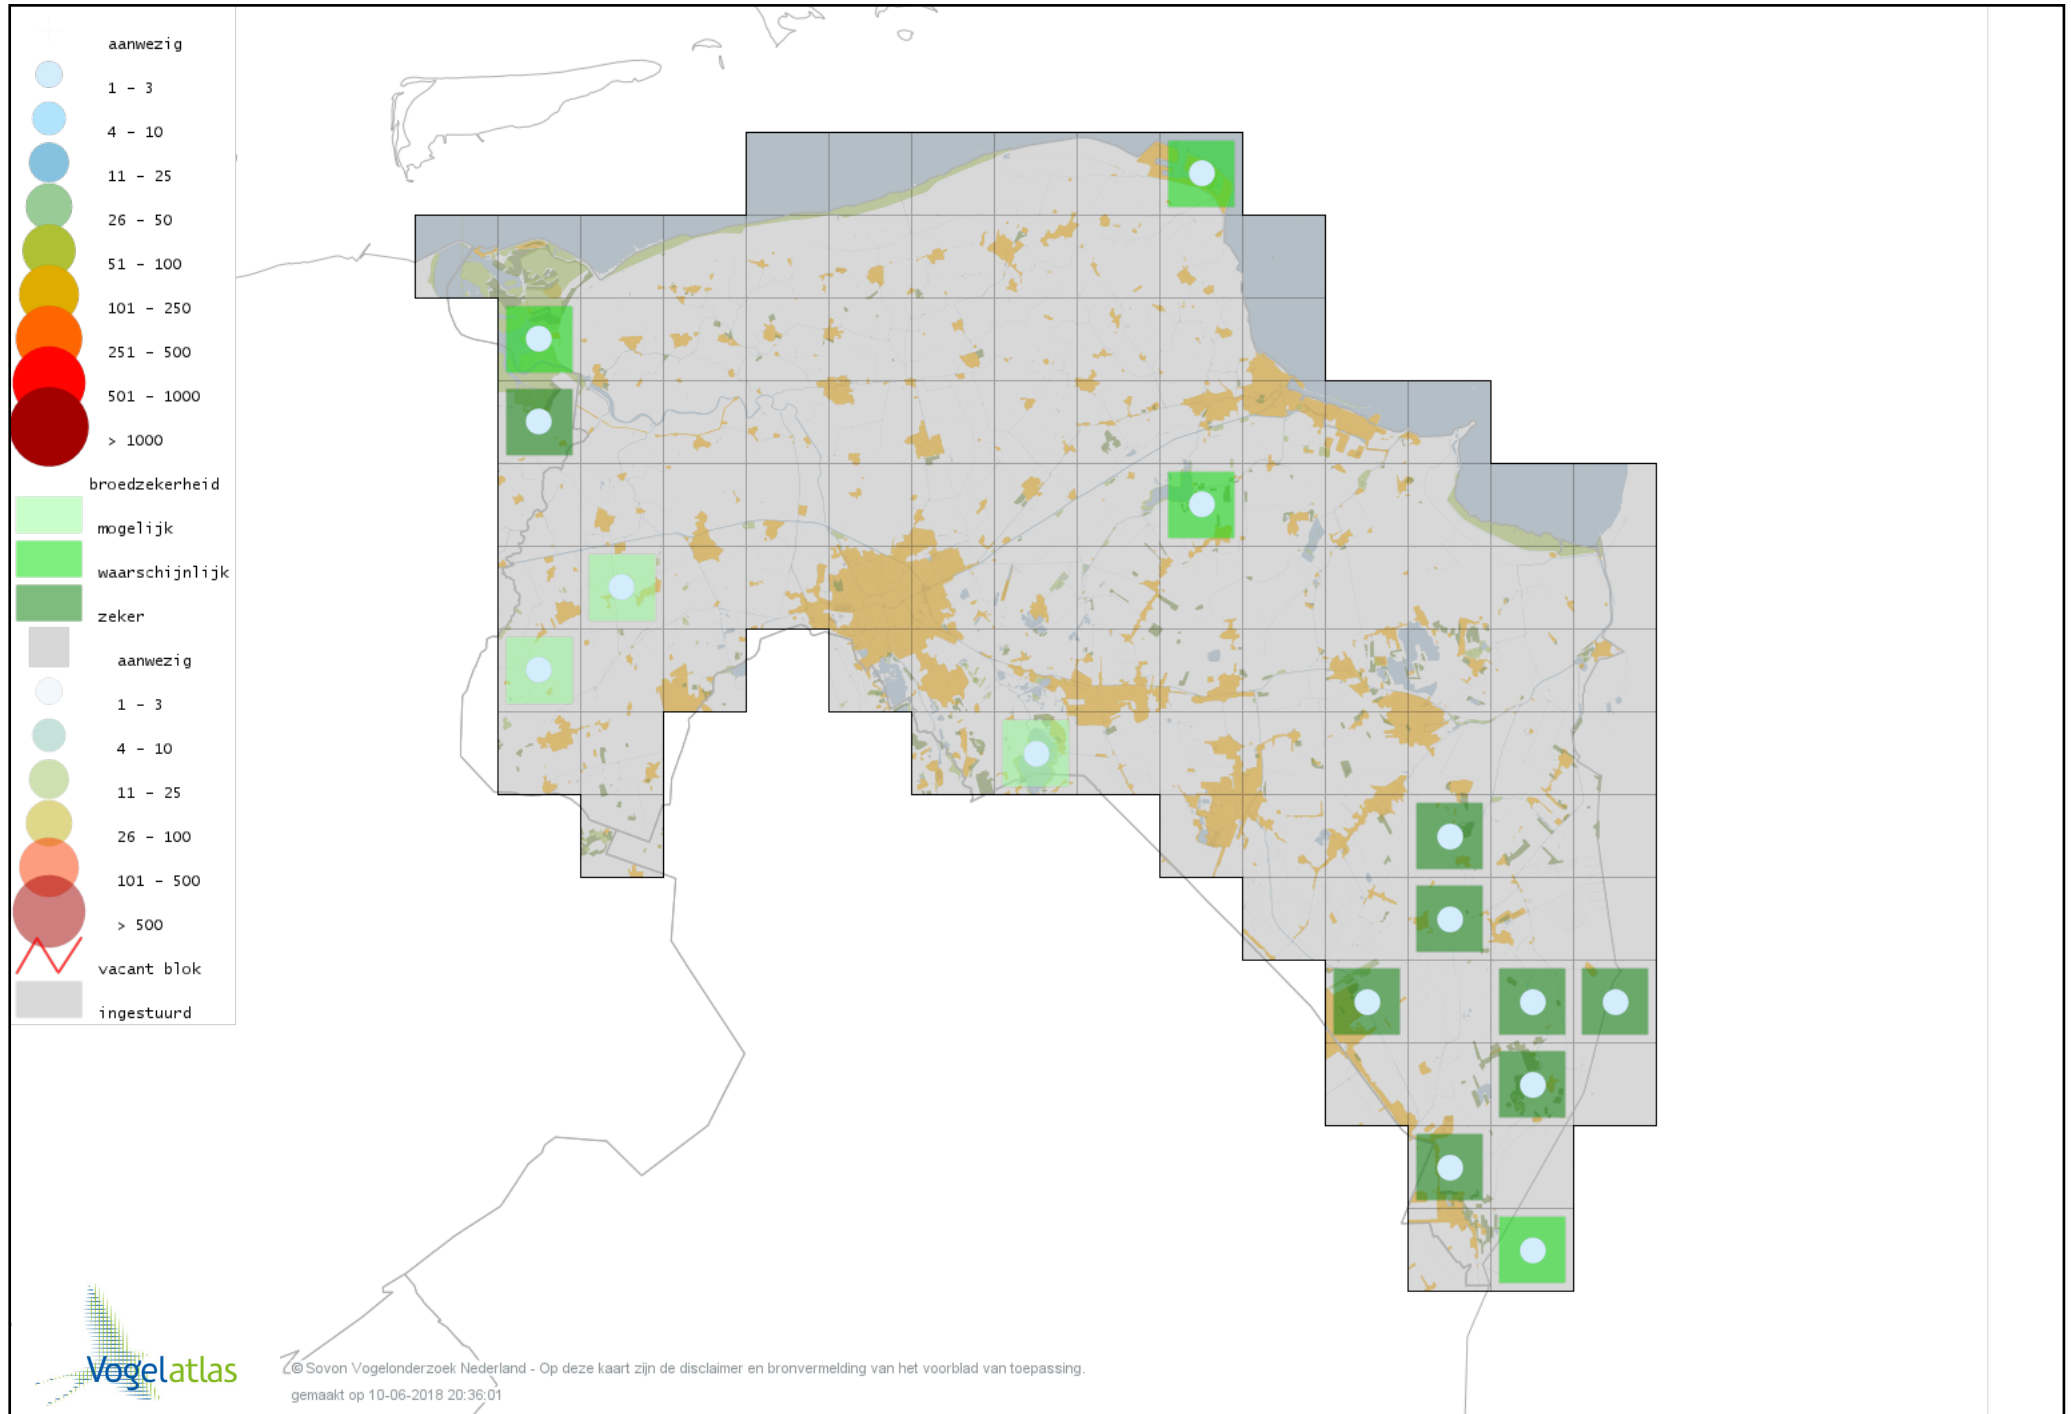 aanwezig
1 - 3
4 - 10
11 - 25
26 - 50
51 - 100
101 - 250
251 - 500
501 - 1000
> 1000
broedzekerheid
mogelijk
waarschijnlijk
zeker
aanwezig
1 - 3
4 - 10
11 - 25
26 - 100
101 - 500
> 500
vacant blok
ingestuurd
Vogelatlas
© Sovon Vogelonderzoek Nederland - Op deze kaart zijn de disclaimer en bronvermelding van het voorblad van toepassing.
gemaakt op 10-06-2018 20:36:01